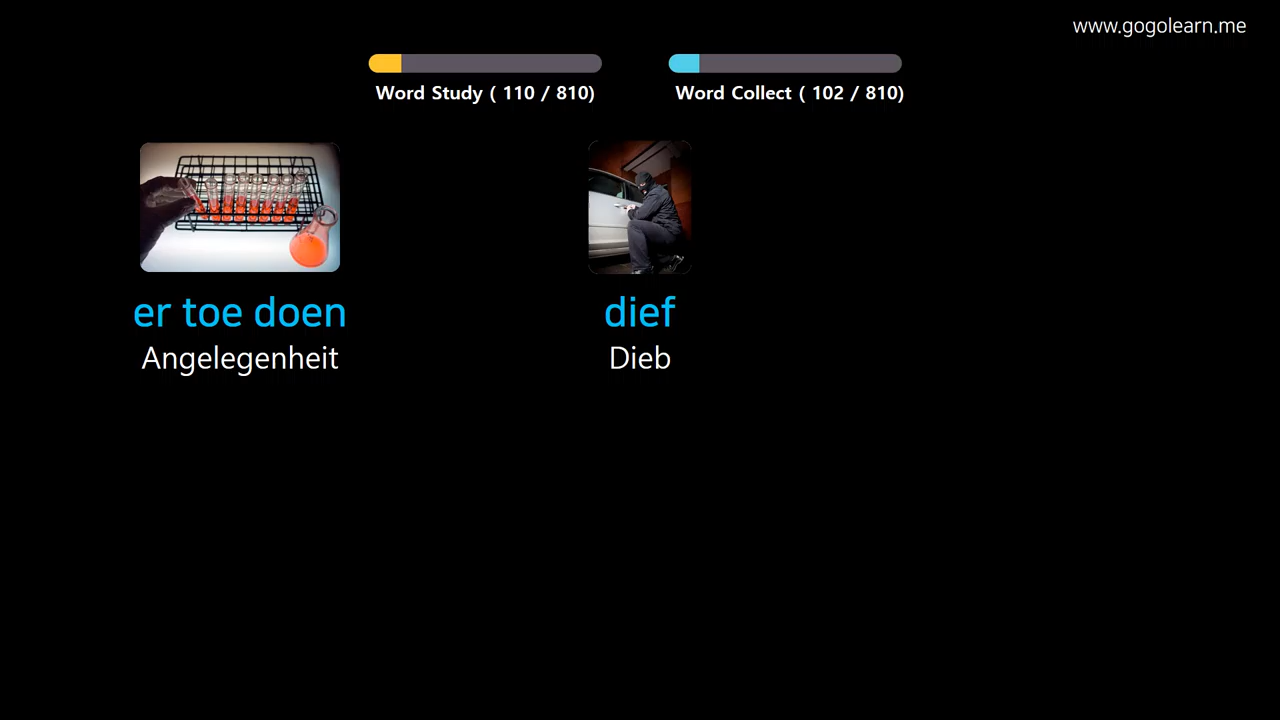 www.gogolearn.me
Word Study ( 110 / 810)
Word Collect ( 102 / 810)
er toe doen
Angelegenheit
dief
Dieb